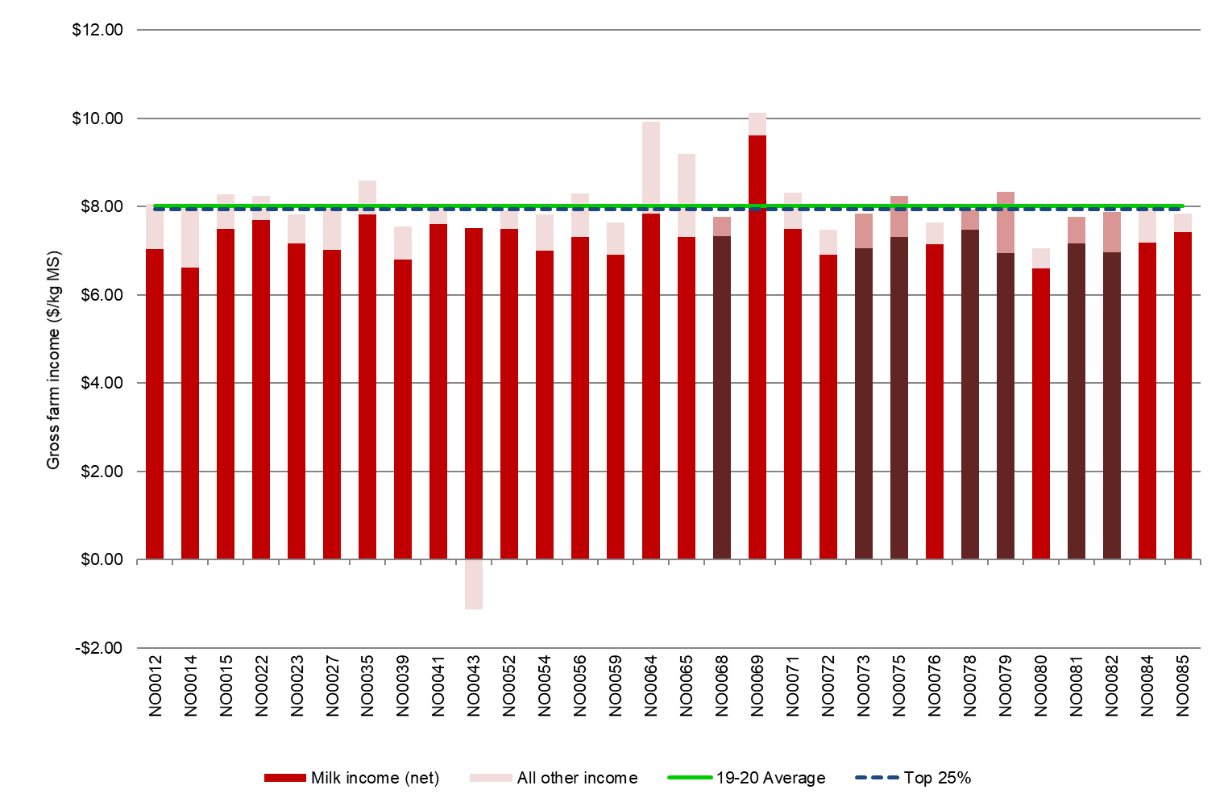 $12.00
$10.00
$8.00
$6.00
$4.00
$2.00
$0.00
-$2.00
Gross farm income ($/kg MS)
NO0012
NO0014
NO0015
NO0022
NO0023
NO0027
NO0035
NO0039
NO0041
NO0043
NO0052
NO0054
NO0056
NO0059
NO0064
NO0065
NO0068
NO0069
NO0071
NO0072
NO0073
NO0075
NO0076
NO0078
NO0079
NO0080
NO0081
NO0082
NO0084
NO0085
Milk income (net) All other income 19-20 Average Top 25%